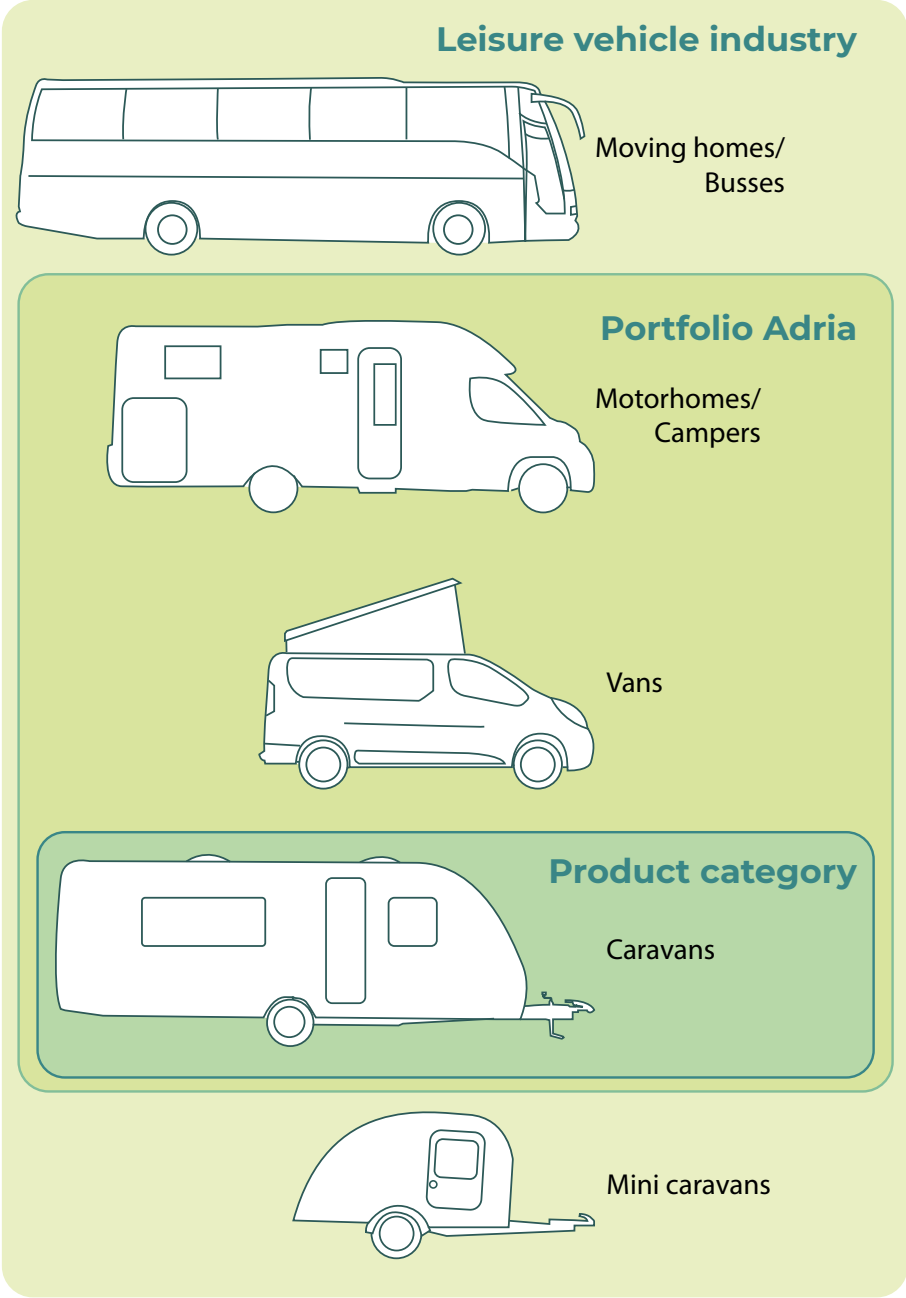 Leisure vehicle industry
Moving homes/
Busses
Portfolio Adria
Motorhomes/
Campers
Vans
Product category
Caravans
Mini caravans